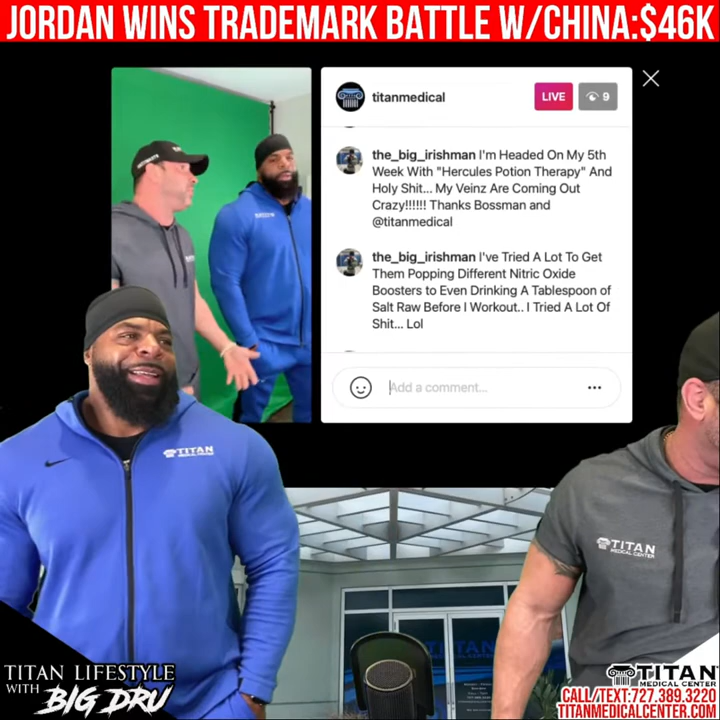 JORDAN WINS TRADEMARK BATTLE W/CHINA:$46K
titanmedical
LIVE
9
the_big_irishman I'm Headed On My 5th
Week With "Hercules Potion Therapy" And
Holy Shit... My Veinz Are Coming Out
Crazy!!!!!! Thanks Bossman and
@titanmedical
the_big_irishman I've Tried A Lot To Get
Them Popping Different Nitric Oxide
Boosters to Even Drinking A Tablespoon of
Salt Raw Before I Workout.. I Tried A Lot Of
Shit... Lol
Add a comment...
TITAN
MEDICAL CENTER
TITAN
MEDICAL CENTER
TITAN
TITAN LIFESTYLE
WITH BIG DRU
TITAN
MEDICAL CENTER
CALL/TEXT:727.389.3220
TITANMEDICALCENTER.COM